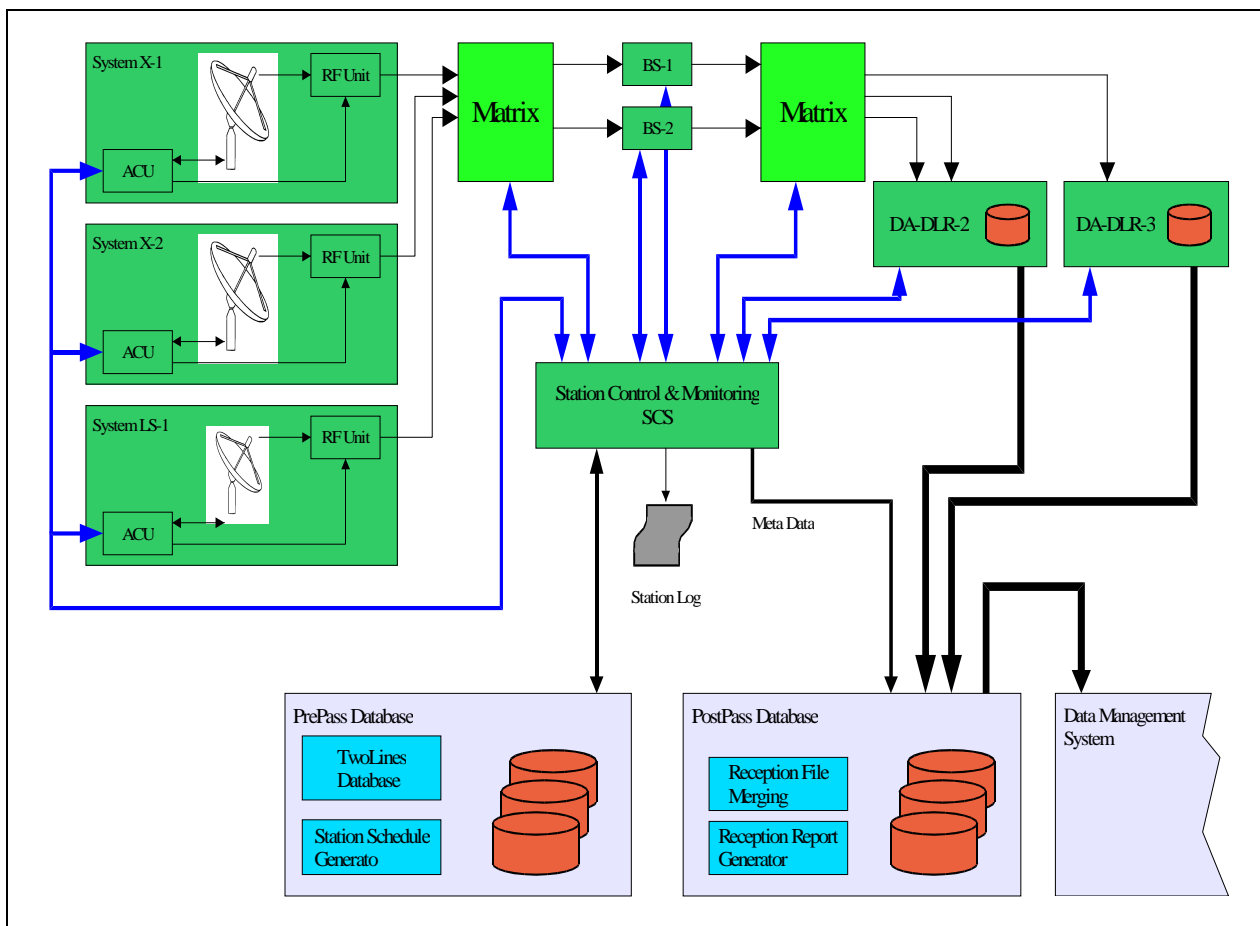 System X-1
RF Unit
ACU
Matrix
BS-1
BS-2
Matrix
DA-DLR-2
DA-DLR-3
System X-2
RF Unit
ACU
System LS-1
RF Unit
ACU
Station Control & Monitoring
SCS
Meta Data
Station Log
PrePass Database
TwoLines
Database
Station Schedule
Generato
PostPass Database
Reception File
Merging
Reception Report
Generator
Data Management
System